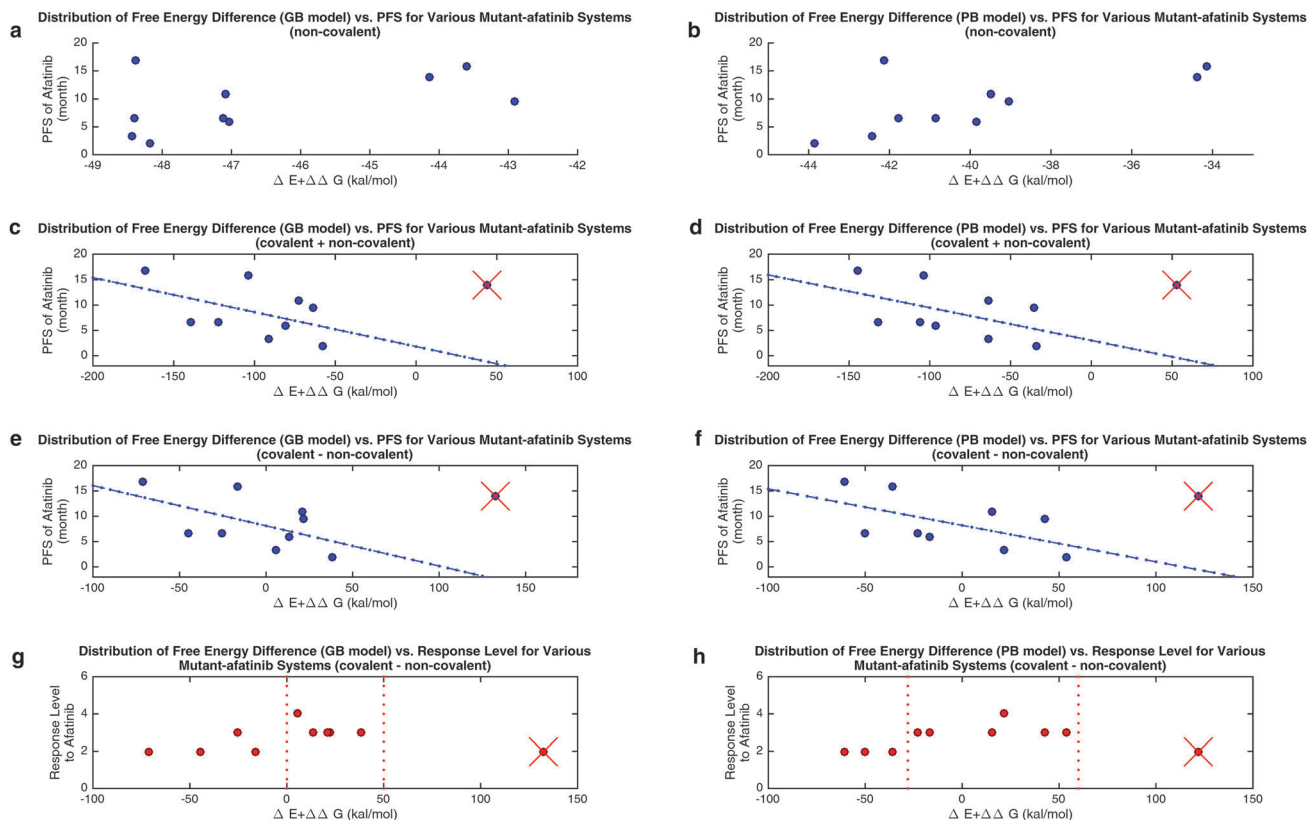 a
Distribution of Free Energy Difference (GB model) vs. PFS for Various Mutant-afatinib Systems
(non-covalent)
PFS of Afatinib
(month)
20
15
10
5
0
-49 -48 -47 -46 -45 -44 -43 -42
Δ E+ΔΔ G (kal/mol)
b
Distribution of Free Energy Difference (PB model) vs. PFS for Various Mutant-afatinib Systems
(non-covalent)
PFS of Afatinib
(month)
20
15
10
5
0
-44 -42 -40 -38 -36 -34
Δ E+ΔΔ G (kal/mol)
c
Distribution of Free Energy Difference (GB model) vs. PFS for Various Mutant-afatinib Systems
(covalent + non-covalent)
PFS of Afatinib
(month)
20
15
10
5
0
-200 -150 -100 -50 0 50 100
Δ E+ΔΔ G (kal/mol)
d
Distribution of Free Energy Difference (PB model) vs. PFS for Various Mutant-afatinib Systems
(covalent + non-covalent)
PFS of Afatinib
(month)
20
15
10
5
0
-200 -150 -100 -50 0 50 100
Δ E+ΔΔ G (kal/mol)
e
Distribution of Free Energy Difference (GB model) vs. PFS for Various Mutant-afatinib Systems
(covalent - non-covalent)
PFS of Afatinib
(month)
20
15
10
5
0
-100 -50 0 50 100 150
Δ E+ΔΔ G (kal/mol)
f
Distribution of Free Energy Difference (PB model) vs. PFS for Various Mutant-afatinib Systems
(covalent - non-covalent)
PFS of Afatinib
(month)
20
15
10
5
0
-100 -50 0 50 100 150
Δ E+ΔΔ G (kal/mol)
g
Distribution of Free Energy Difference (GB model) vs. Response Level for Various
Mutant-afatinib Systems (covalent - non-covalent)
Response Level
to Afatinib
6
4
2
0
-100 -50 0 50 100 150
Δ E+ΔΔ G (kal/mol)
h
Distribution of Free Energy Difference (PB model) vs. Response Level for Various
Mutant-afatinib Systems (covalent - non-covalent)
Response Level
to Afatinib
6
4
2
0
-100 -50 0 50 100 150
Δ E+ΔΔ G (kal/mol)